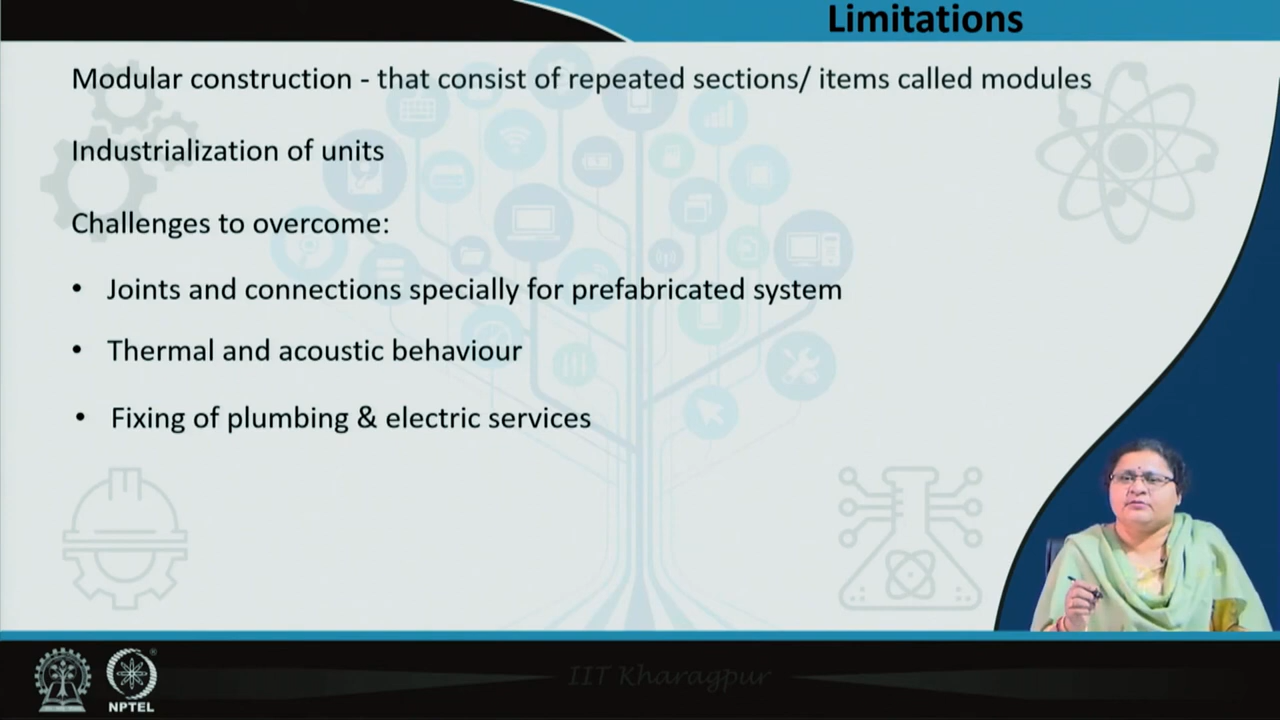 Limitations
Modular construction - that consist of repeated sections/ items called modules
Industrialization of units
Challenges to overcome:
• Joints and connections specially for prefabricated system
• Thermal and acoustic behaviour
• Fixing of plumbing & electric services
IIT Kharagpur
NPTEL